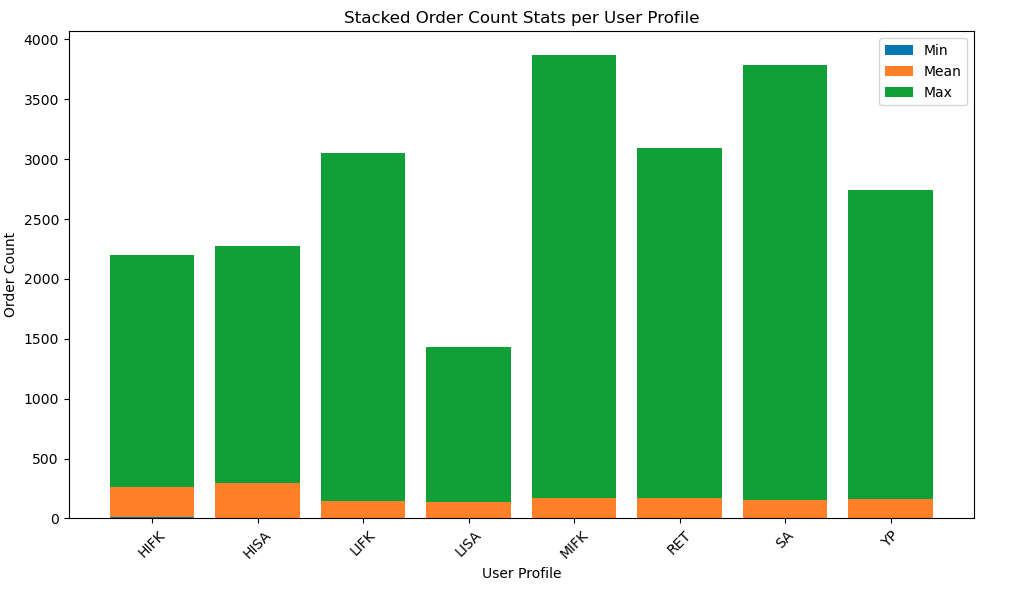 Stacked Order Count Stats per User Profile
Min
Mean
Max
4000
3500
3000
2500
2000
1500
1000
500
0
Order Count
HIFK
HISA
LIFK
LISA
MIFK
RET
SA
YP
User Profile